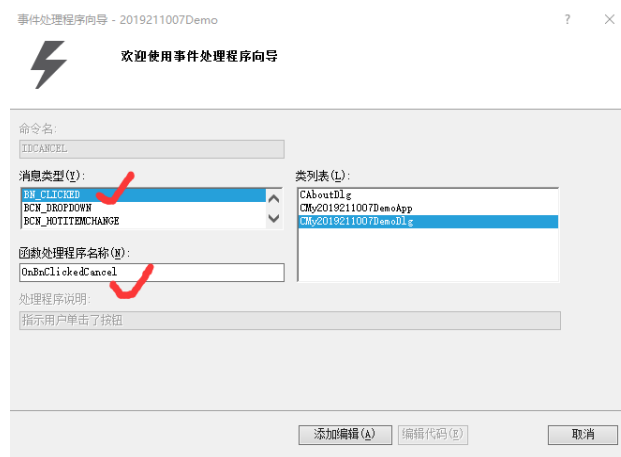 事件处理程序向导 - 2019211007Demo
欢迎使用事件处理程序向导
命令名:
IDCANCEL
消息类型(Y):
BN_CLICKED
BCN_DROPDOWN
BCN_HOTITEMCHANGE
类列表(L):
CAboutDlg
CMy2019211007DemoApp
CMy2019211007DemoDlg
函数处理程序名称(N):
OnBnClickedCancel
处理程序说明:
指示用户单击了按钮
添加编辑(A) 编辑代码(E) 取消